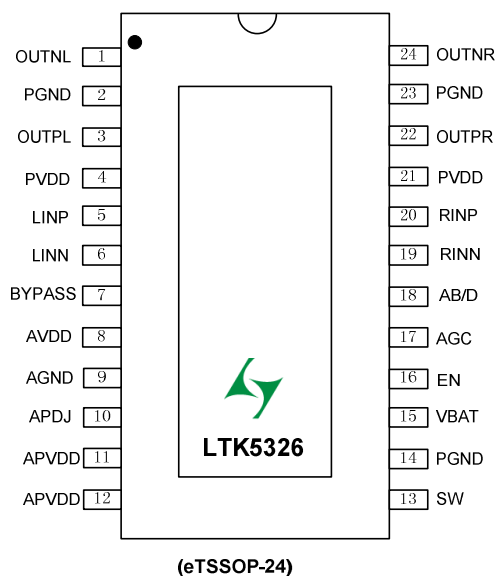 OUTNL 1
PGND 2
OUTPL 3
PVDD 4
LINP 5
LINN 6
BYPASS 7
AVDD 8
AGND 9
APDJ 10
APVDD 11
APVDD 12
24 OUTNR
23 PGND
22 OUTPR
21 PVDD
20 RINP
19 RINN
18 AB/D
17 AGC
16 EN
15 VBAT
14 PGND
13 SW
LTK5326
(eTSSOP-24)